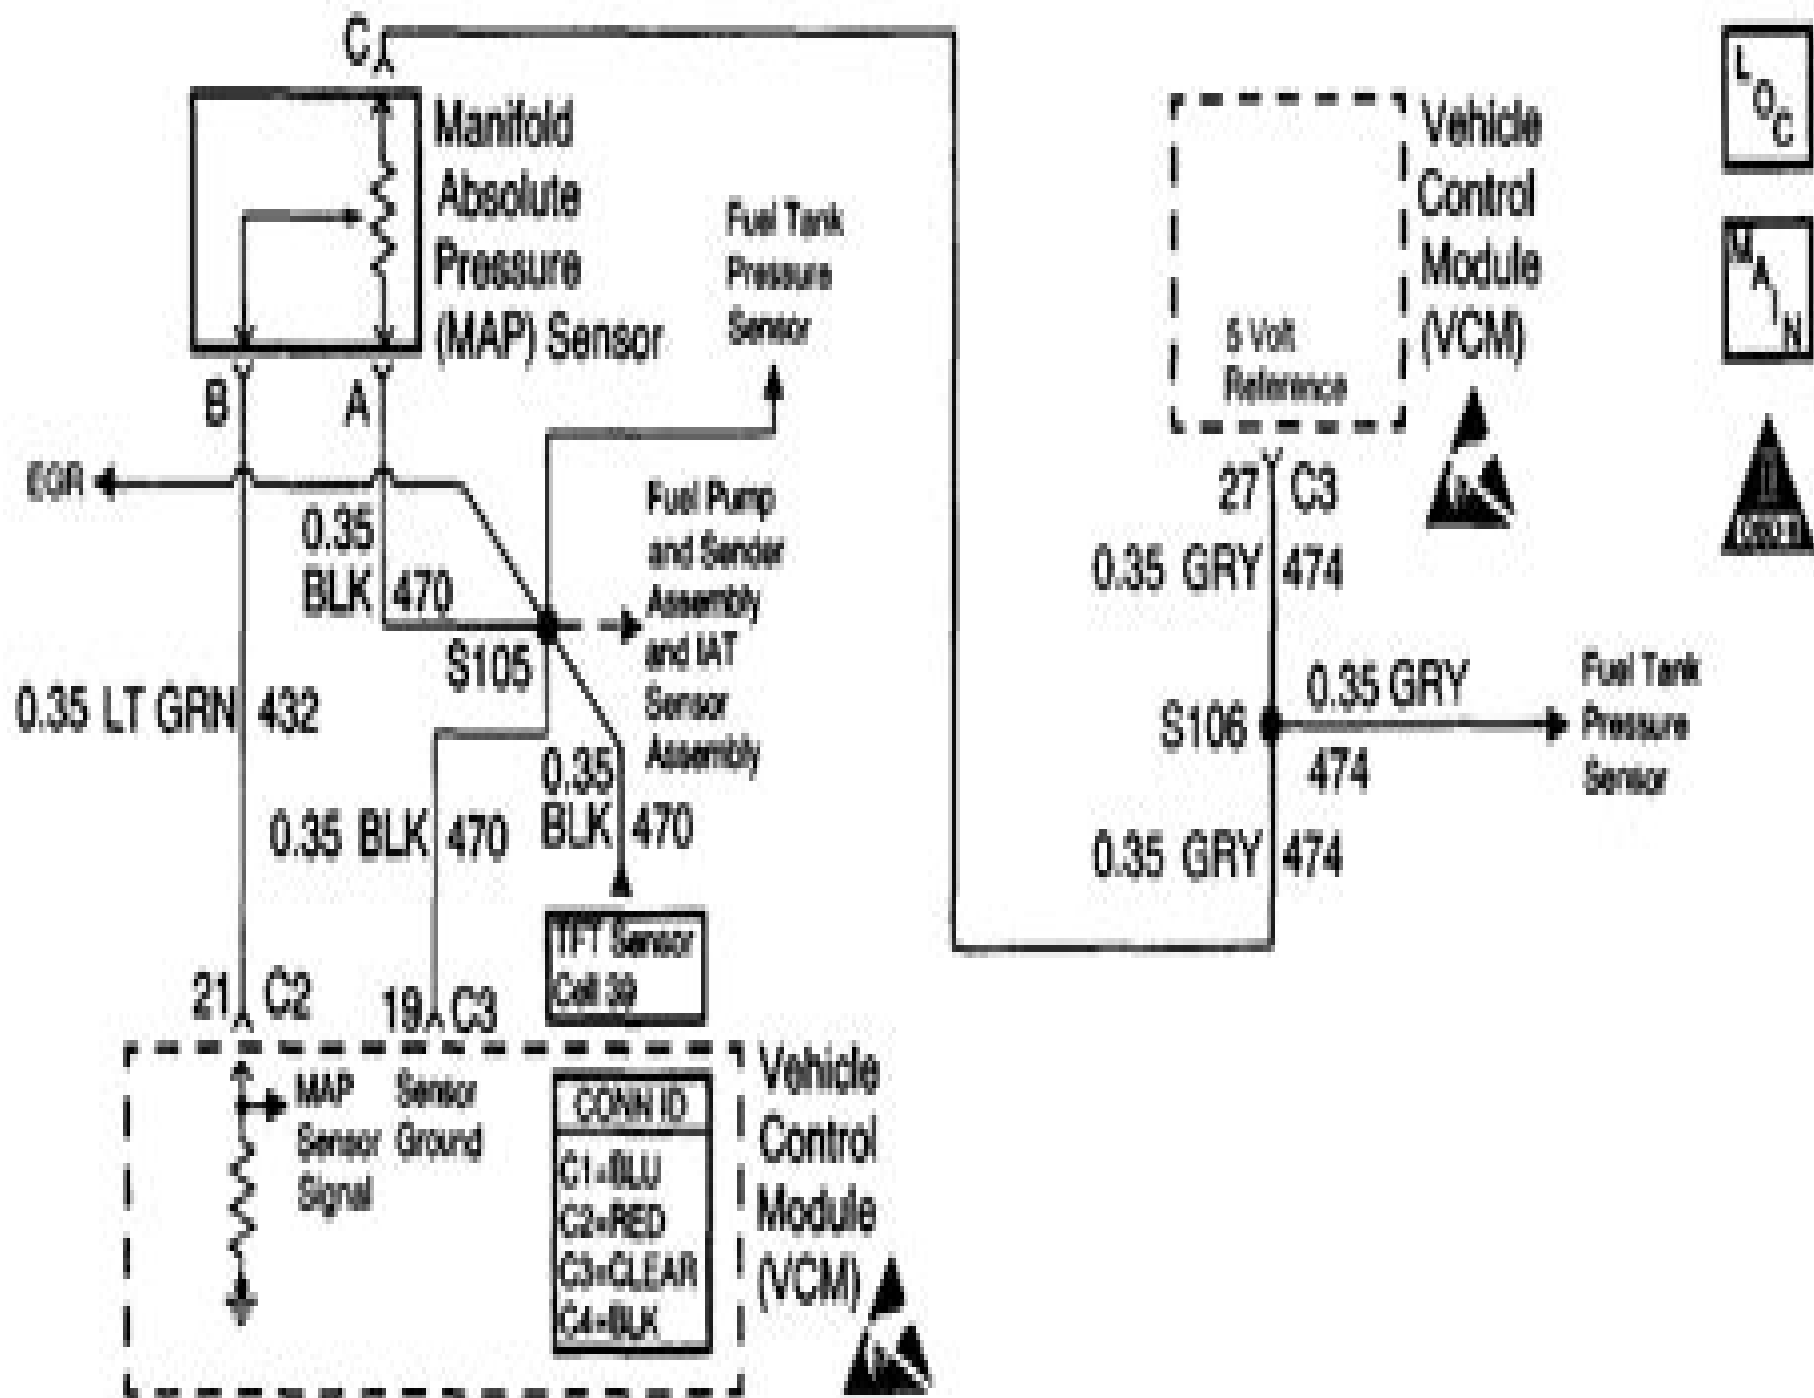 C
Manifold
Absolute
Pressure
(MAP) Sensor
B
A
Fuel Tank
Pressure
Sensor
EGR
0.35
BLK 470
S105
Fuel Pump
and Sender
Assembly
and IAT
Sensor
Assembly
0.35 LT GRN 432
0.35 BLK 470
0.35
BLK 470
TFT Sensor
Cell 39
21 C2
19 C3
MAP
Sensor
Signal
Sensor
Ground
CONN ID
C1=BLU
C2=RED
C3=CLEAR
C4=BLK
Vehicle
Control
Module
(VCM)
5 Volt
Reference
Vehicle
Control
Module
(VCM)
27 C3
0.35 GRY 474
S106
0.35 GRY
474
Fuel Tank
Pressure
Sensor
0.35 GRY 474
LOC
MAIN
II
OBD II